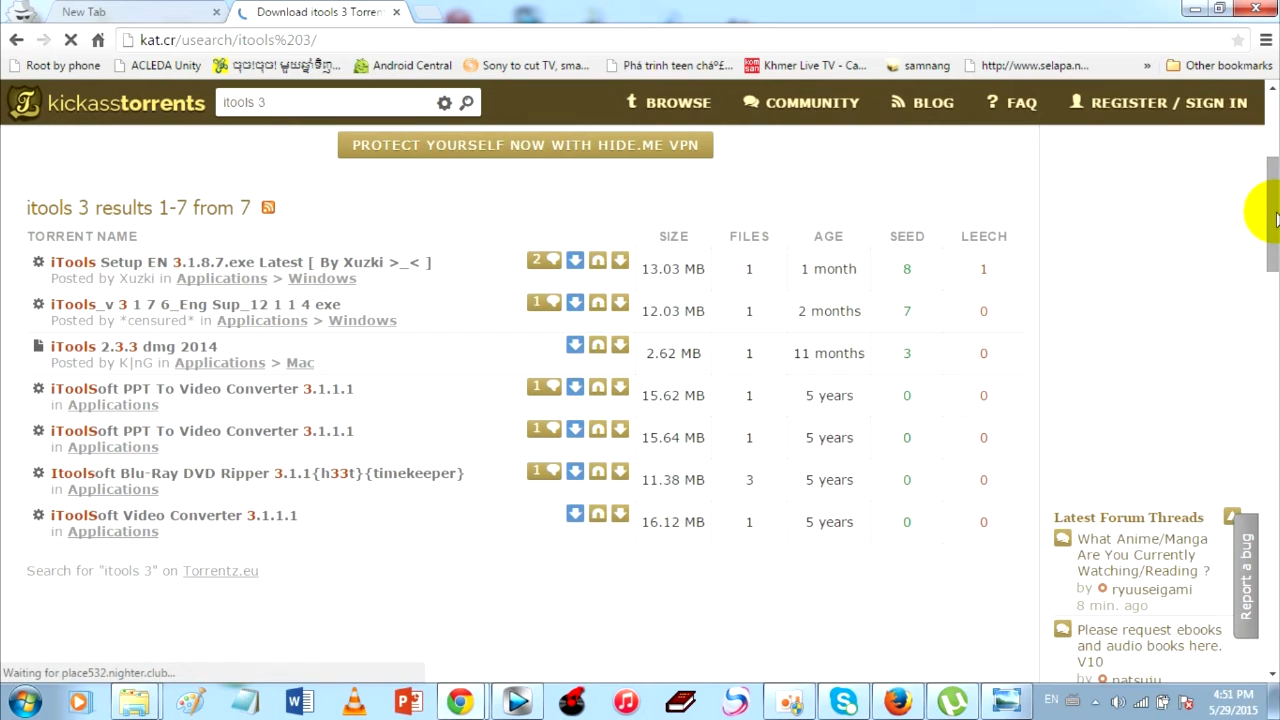 New Tab
Download itools 3 Torrent
kat.cr/usearch/itools%203/
Root by phone
ACLEDA Unity
Android Central
Sony to cut TV, sma...
Phá trinh teen
Khmer Live TV - Ca...
samnang
http://www.selapa.n...
»
Other bookmarks
kickasstorrents
itools 3
BROWSE
COMMUNITY
BLOG
? FAQ
REGISTER / SIGN IN
PROTECT YOURSELF NOW WITH HIDE.ME VPN
itools 3 results 1-7 from 7
TORRENT NAME SIZE FILES AGE SEED LEECH
iTools Setup EN 3.1.8.7.exe Latest [ By Xuzki >_< ] 2 13.03 MB 1 1 month 8 1
Posted by Xuzki in Applications > Windows
iTools_v 3 1 7 6_Eng Sup_12 1 1 4 exe 1 12.03 MB 1 2 months 7 0
Posted by *censured* in Applications > Windows
iTools 2.3.3 dmg 2014 2.62 MB 1 11 months 3 0
Posted by K|nG in Applications > Mac
iToolSoft PPT To Video Converter 3.1.1.1 1 15.62 MB 1 5 years 0 0
in Applications
iToolSoft PPT To Video Converter 3.1.1.1 1 15.64 MB 1 5 years 0 0
in Applications
Itoolsoft Blu-Ray DVD Ripper 3.1.1{h33t}{timekeeper} 1 11.38 MB 3 5 years 0 0
in Applications
iToolSoft Video Converter 3.1.1.1 16.12 MB 1 5 years 0 0
in Applications
Search for "itools 3" on Torrentz.eu
Latest Forum Threads
What Anime/Manga
Are You Currently
Watching/Reading ?
by ryuuseigami
8 min. ago
Please request ebooks
and audio books here.
V10
by natsuju
Report a bug
Waiting for place532.nighter.club...
EN
4:51 PM
5/29/2015